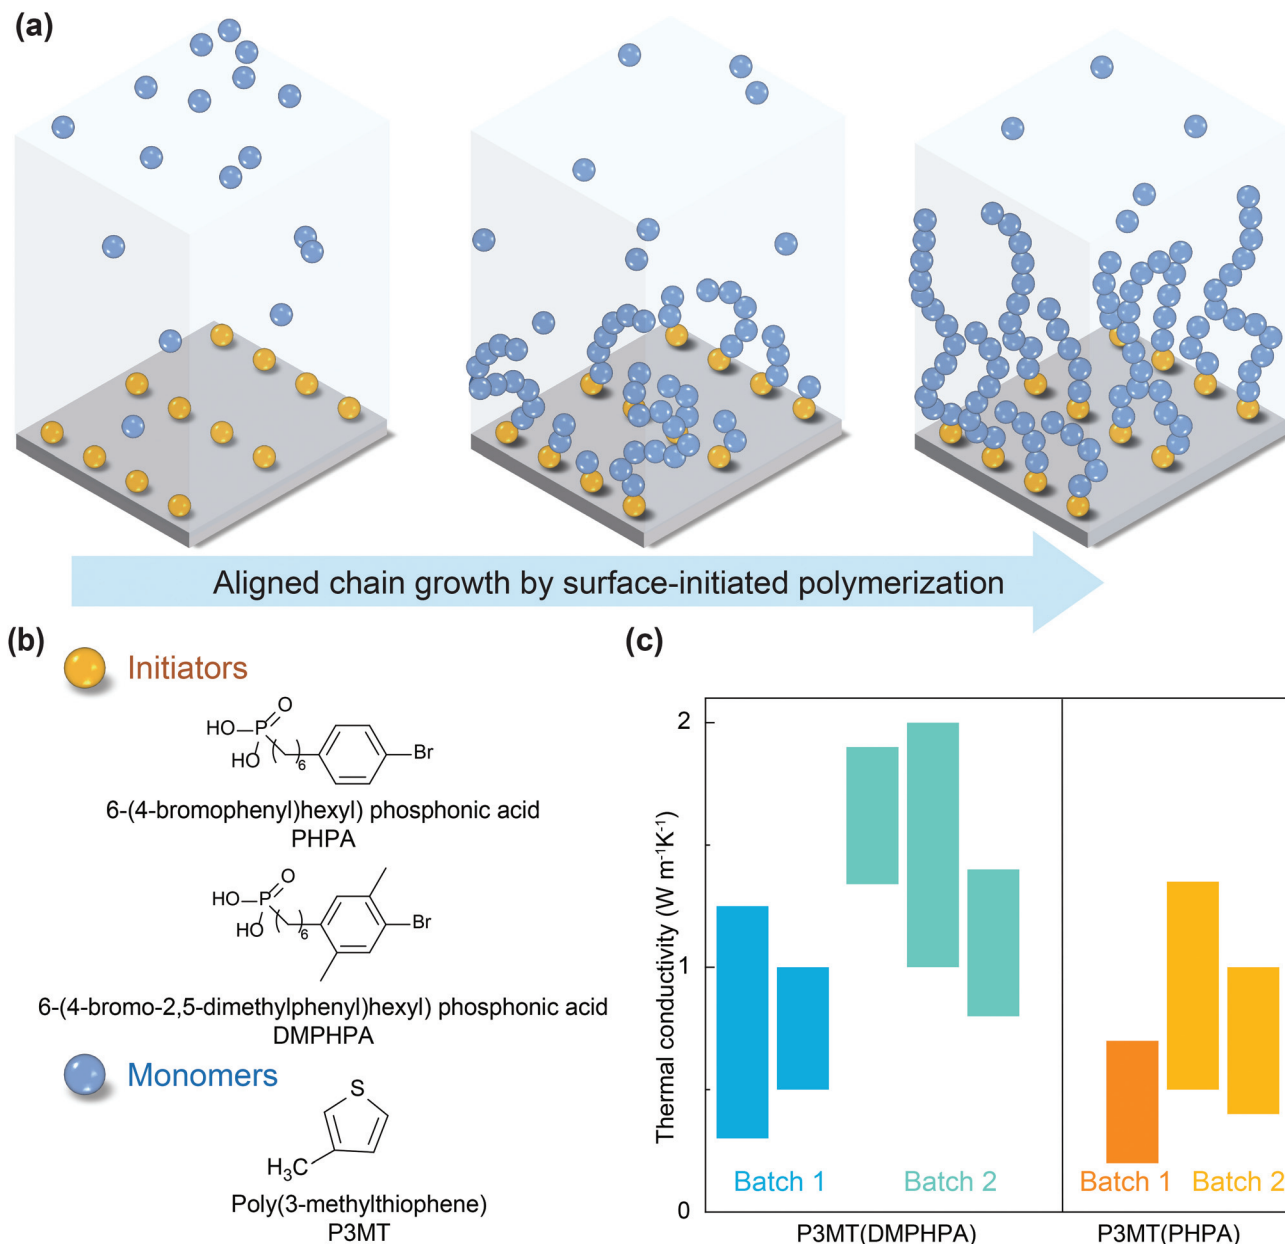 (a)
Aligned chain growth by surface-initiated polymerization
(b)
Initiators
O
HO P
HO
6
Br
6-(4-bromophenyl)hexyl) phosphonic acid
PHPA
O
HO P
HO
6
Br
6-(4-bromo-2,5-dimethylphenyl)hexyl) phosphonic acid
DMPHPA
Monomers
S
H₃C
Poly(3-methylthiophene)
P3MT
(c)
Thermal conductivity (W m⁻¹K⁻¹)
2
1
0
Batch 1
Batch 2
Batch 1
Batch 2
P3MT(DMPHPA)
P3MT(PHPA)